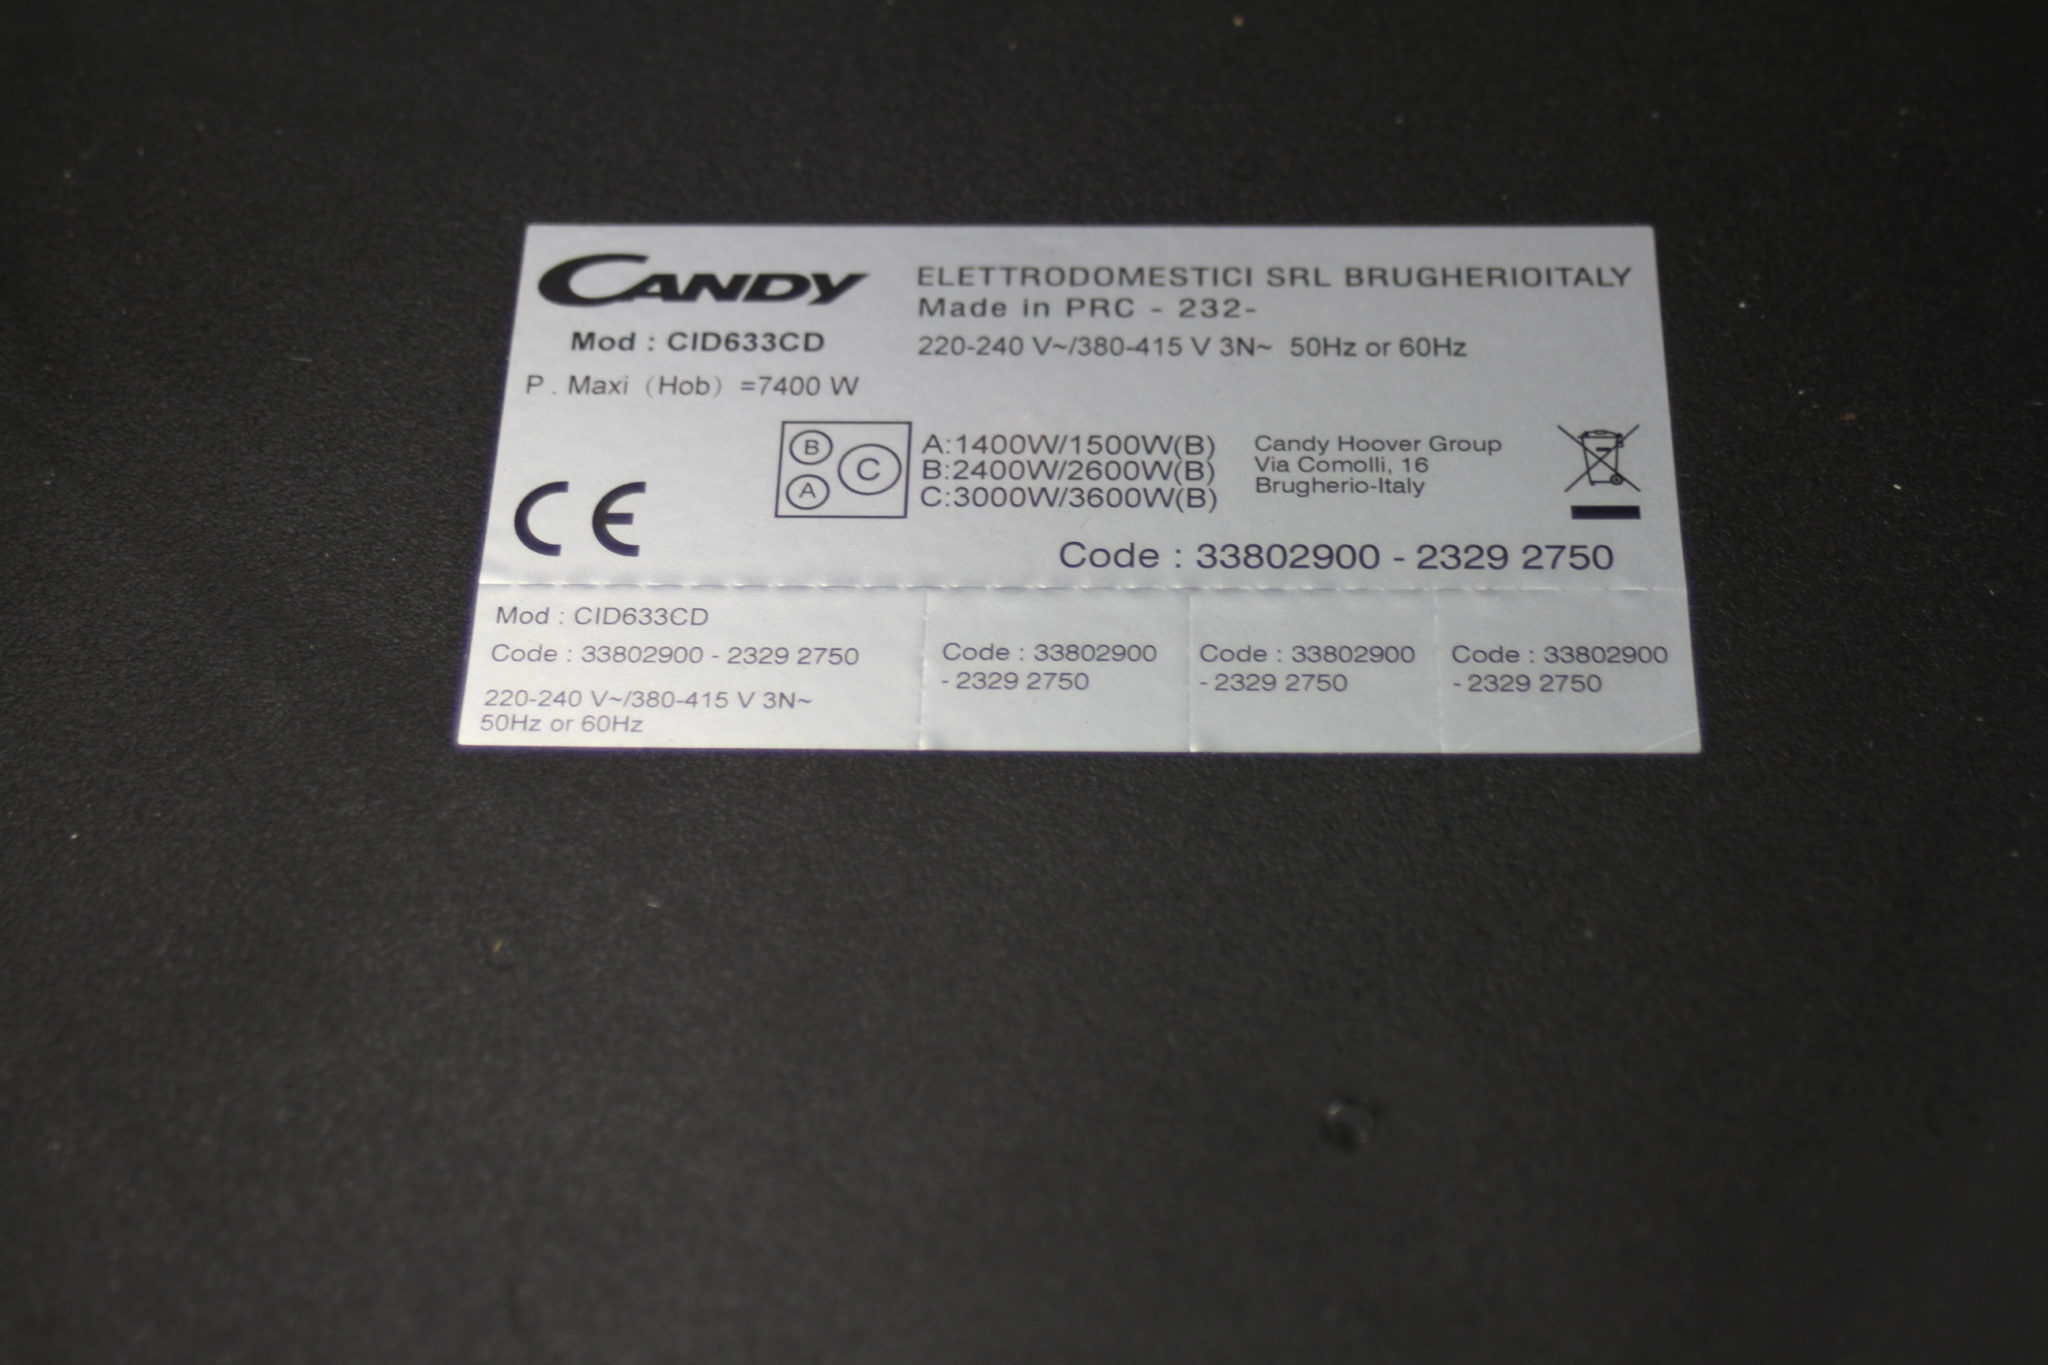 CANDY
ELETTRODOMESTICI SRL BRUGHERIOITALY
Made in PRC - 232-
Mod : CID633CD
220-240 V~/380-415 V 3N~ 50Hz or 60Hz
P . Maxi (Hob) =7400 W
B
A
C
A:1400W/1500W(B)
B:2400W/2600W(B)
C:3000W/3600W(B)
Candy Hoover Group
Via Comolli, 16
Brugherio-Italy
CE
Code : 33802900 - 2329 2750
Mod : CID633CD
Code : 33802900 - 2329 2750
220-240 V~/380-415 V 3N~
50Hz or 60Hz
Code : 33802900
- 2329 2750
Code : 33802900
- 2329 2750
Code : 33802900
- 2329 2750